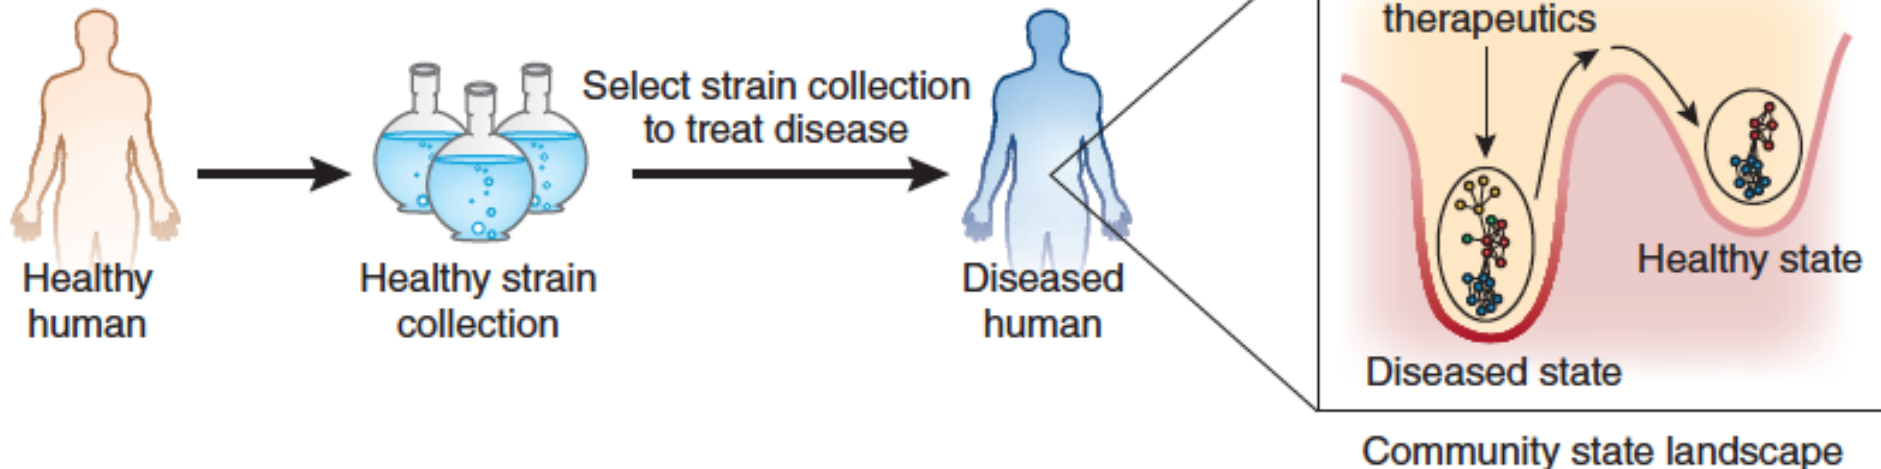 Healthy
human
Healthy strain
collection
Select strain collection
to treat disease
Diseased
human
therapeutics
Healthy state
Diseased state
Community state landscape